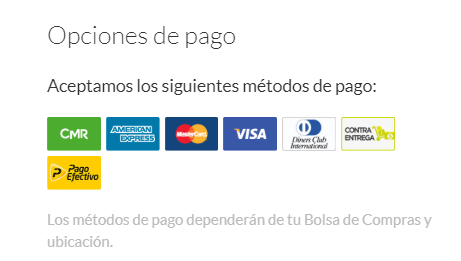 Opciones de pago
Aceptamos los siguientes métodos de pago:
CMR
AMERICAN EXPRESS
MasterCard
VISA
Diners Club International
CONTRA ENTREGA
Pago Efectivo
Los métodos de pago dependerán de tu Bolsa de Compras y
ubicación.